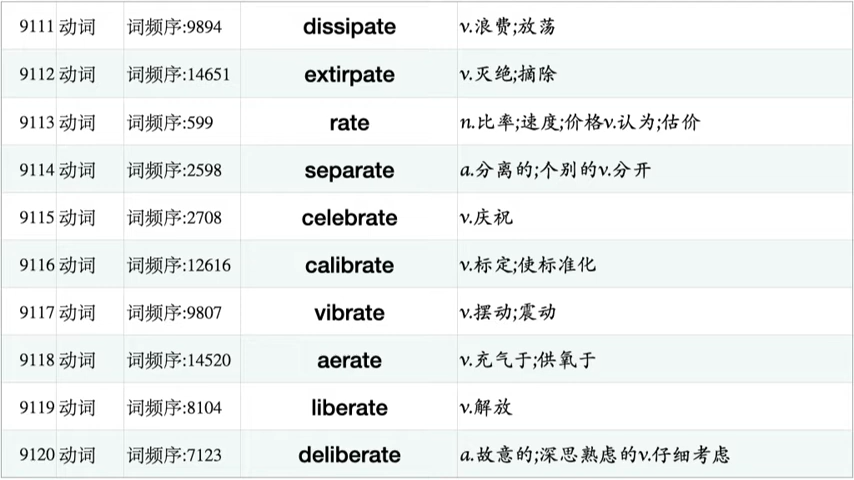 9111 动词 词频序:9894 dissipate v.浪费;放荡
9112 动词 词频序:14651 extirpate v.灭绝;摘除
9113 动词 词频序:599 rate n.比率;速度;价格v.认为;估价
9114 动词 词频序:2598 separate a.分离的;个别的v.分开
9115 动词 词频序:2708 celebrate v.庆祝
9116 动词 词频序:12616 calibrate v.标定;使标准化
9117 动词 词频序:9807 vibrate v.摆动;震动
9118 动词 词频序:14520 aerate v.充气于;供氧于
9119 动词 词频序:8104 liberate v.解放
9120 动词 词频序:7123 deliberate a.故意的;深思熟虑的v.仔细考虑